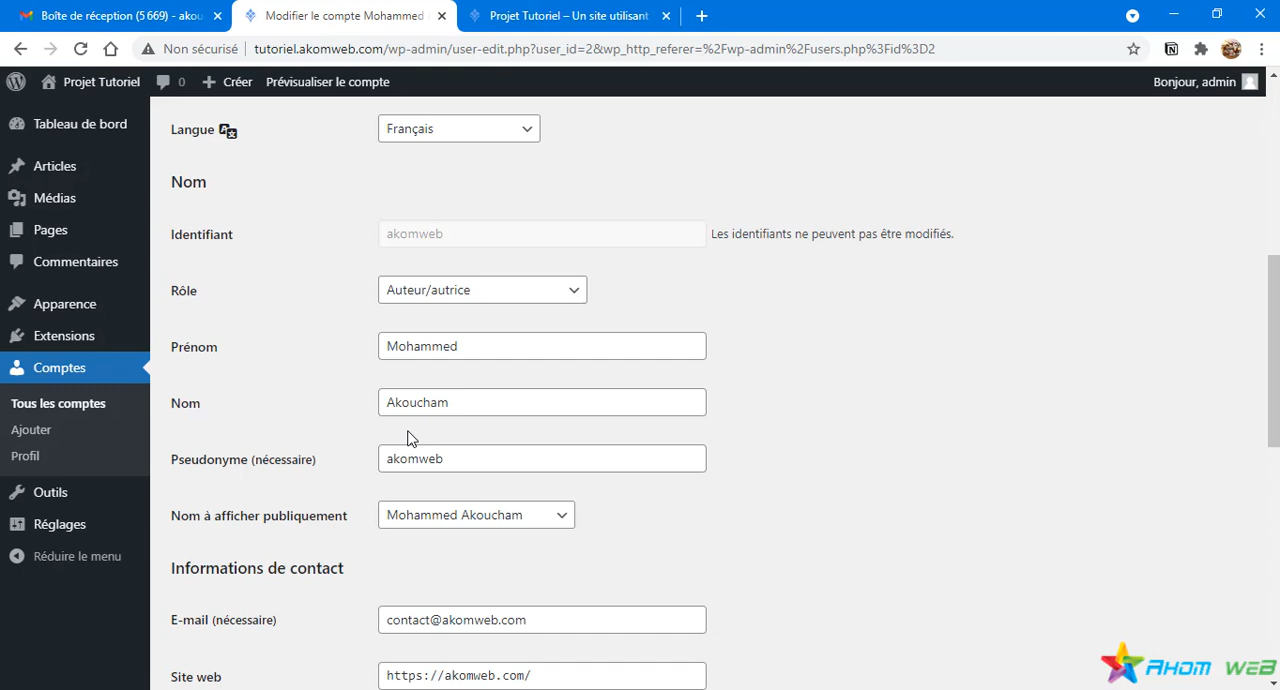 Boîte de réception (5 669) - akou
Modifier le compte Mohammed
Projet Tutoriel – Un site utilisant
Non sécurisé
tutoriel.akomweb.com/wp-admin/user-edit.php?user_id=2&wp_http_referer=%2Fwp-admin%2Fusers.php%3Fid%3D2
Projet Tutoriel
0
Créer
Prévisualiser le compte
Bonjour, admin
Tableau de bord
Articles
Médias
Pages
Commentaires
Apparence
Extensions
Comptes
Tous les comptes
Ajouter
Profil
Outils
Réglages
Réduire le menu
Langue
Français
Nom
Identifiant
akomweb
Les identifiants ne peuvent pas être modifiés.
Rôle
Auteur/autrice
Prénom
Mohammed
Nom
Akoucham
Pseudonyme (nécessaire)
akomweb
Nom à afficher publiquement
Mohammed Akoucham
Informations de contact
E-mail (nécessaire)
contact@akomweb.com
Site web
https://akomweb.com/
AKOM WEB